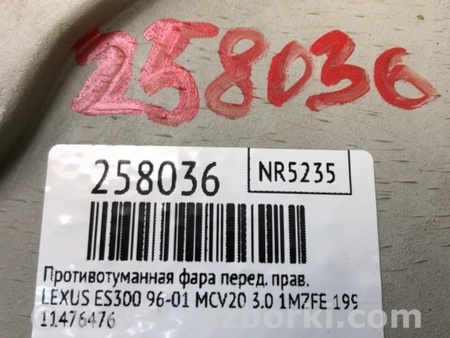 258036
258036
NR5235
Противотуманная фара перед. прав.
LEXUS ES300 96-01 MCV20 3.0 1MZFE 199
11476476